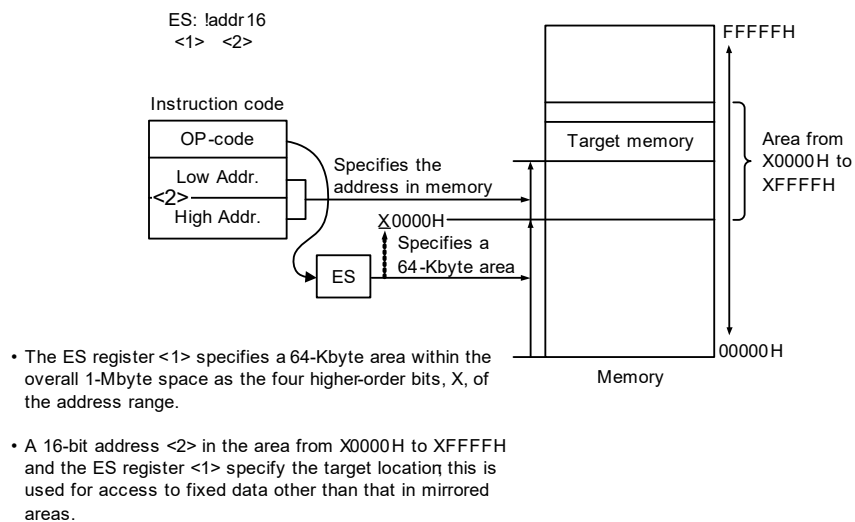 ES: !addr16
<1> <2>
FFFFFH
Instruction code
OP-code
Low Addr.
<2>
High Addr.
Specifies the
address in memory
Target memory
Area from
X0000H to
XFFFFH
X0000H
Specifies a
64-Kbyte area
ES
00000H
Memory
• The ES register <1> specifies a 64-Kbyte area within the
overall 1-Mbyte space as the four higher-order bits, X, of
the address range.
• A 16-bit address <2> in the area from X0000H to XFFFFH
and the ES register <1> specify the target location; this is
used for access to fixed data other than that in mirrored
areas.